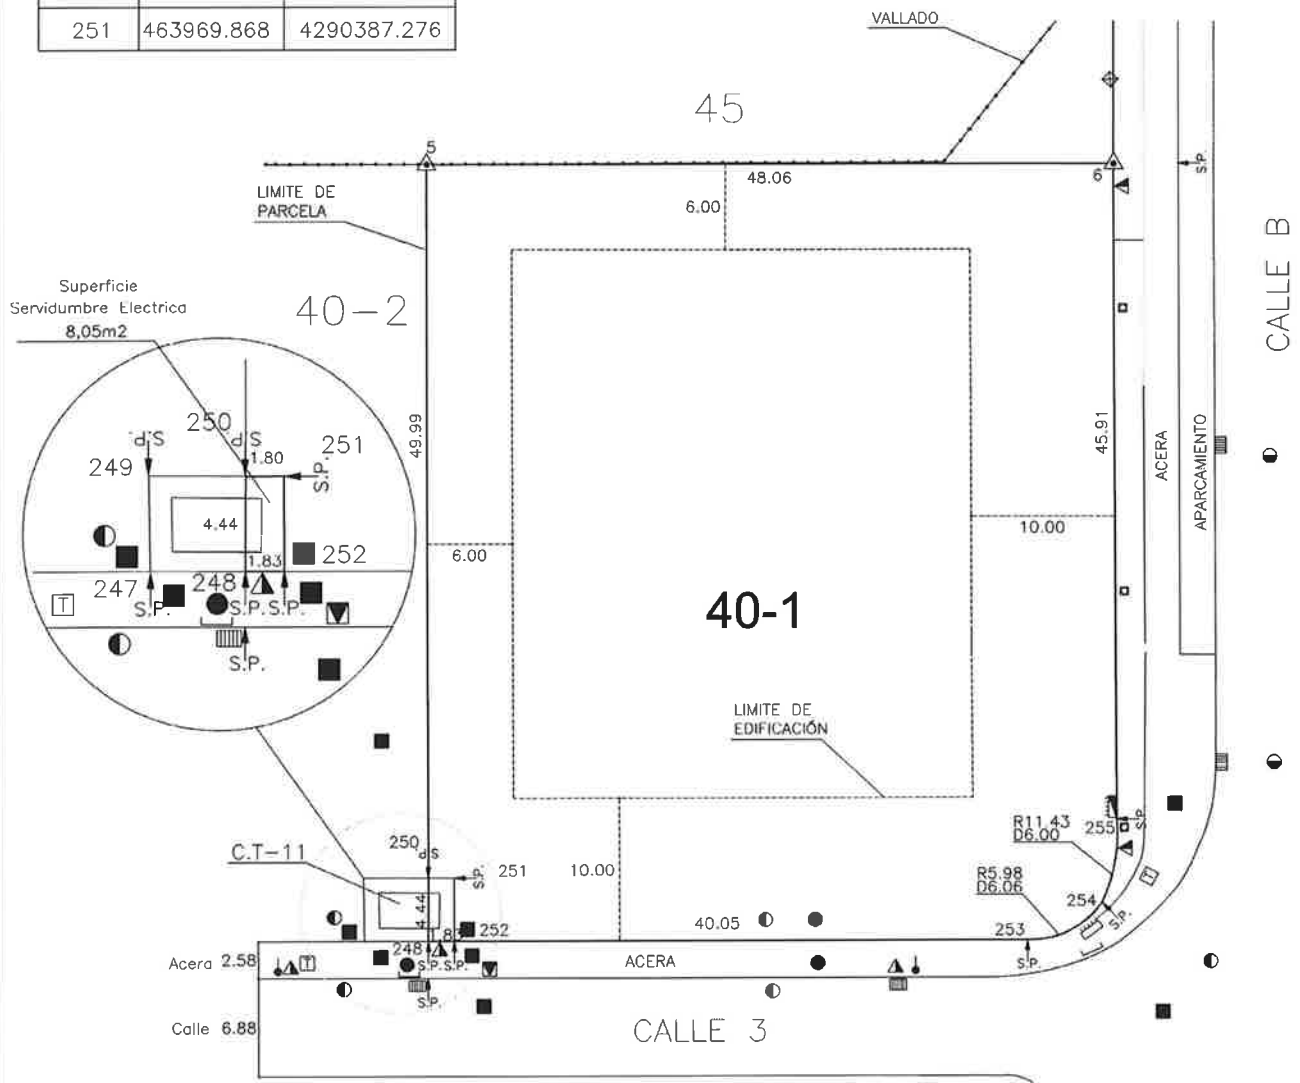 251 463969.868 4290387.276
VALLADO
45
5
48.06
6
S.P.
LIMITE DE
PARCELA
6.00
CALLE B
Superficie
Servidumbre Electrica
8,05m2
40-2
49.99
45.91
ACERA
APARCAMIENTO
250
S.P.
S.P.
1.80
251
249
S.P.
4.44
1.83
252
247
248
T
S.P.
S.P.
S.P.
S.P.
6.00
10.00
40-1
LIMITE DE
EDIFICACIÓN
R11.43
D6.00
255
S.P.
C.T-11
250
S.P.
251
S.P.
10.00
R5.98
D6.06
254
S.P.
T
4.44
252
40.05
253
248
Acera 2.58
T
S.P.
S.P.
ACERA
S.P.
S.P.
Calle 6.88
CALLE 3